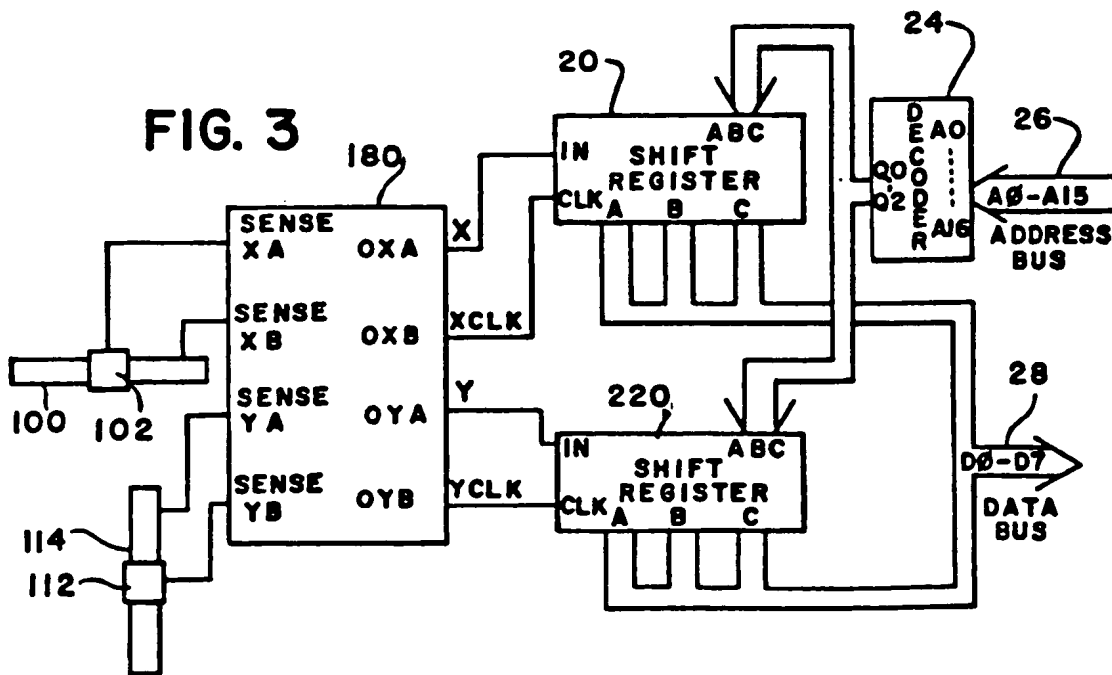 FIG. 3
180
SENSE
XA
SENSE
XB
SENSE
YA
SENSE
YB
OXA
OXB
OYA
OYB
100
102
114
112
X
XCLK
Y
YCLK
20
ABC
IN
SHIFT
REGISTER
CLK
A B C
220
ABC
IN
SHIFT
REGISTER
CLK
A B C
24
DECODER
Q0
Q2
A0
A16
26
AØ-A15
ADDRESS
BUS
28
DØ-D7
DATA
BUS